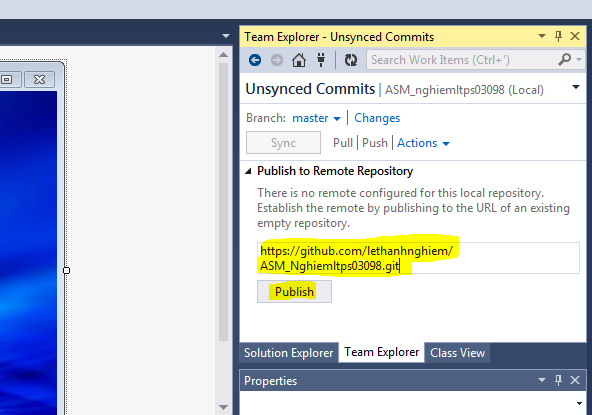 Team Explorer - Unsynced Commits
Search Work Items (Ctrl+')
Unsynced Commits | ASM_nghiemltps03098 (Local)
Branch: master | Changes
Sync Pull | Push | Actions
Publish to Remote Repository
There is no remote configured for this local repository.
Establish the remote by publishing to the URL of an existing
empty repository.
https://github.com/lethanhnghiem/
ASM_Nghiemltps03098.git
Publish
Solution Explorer Team Explorer Class View
Properties